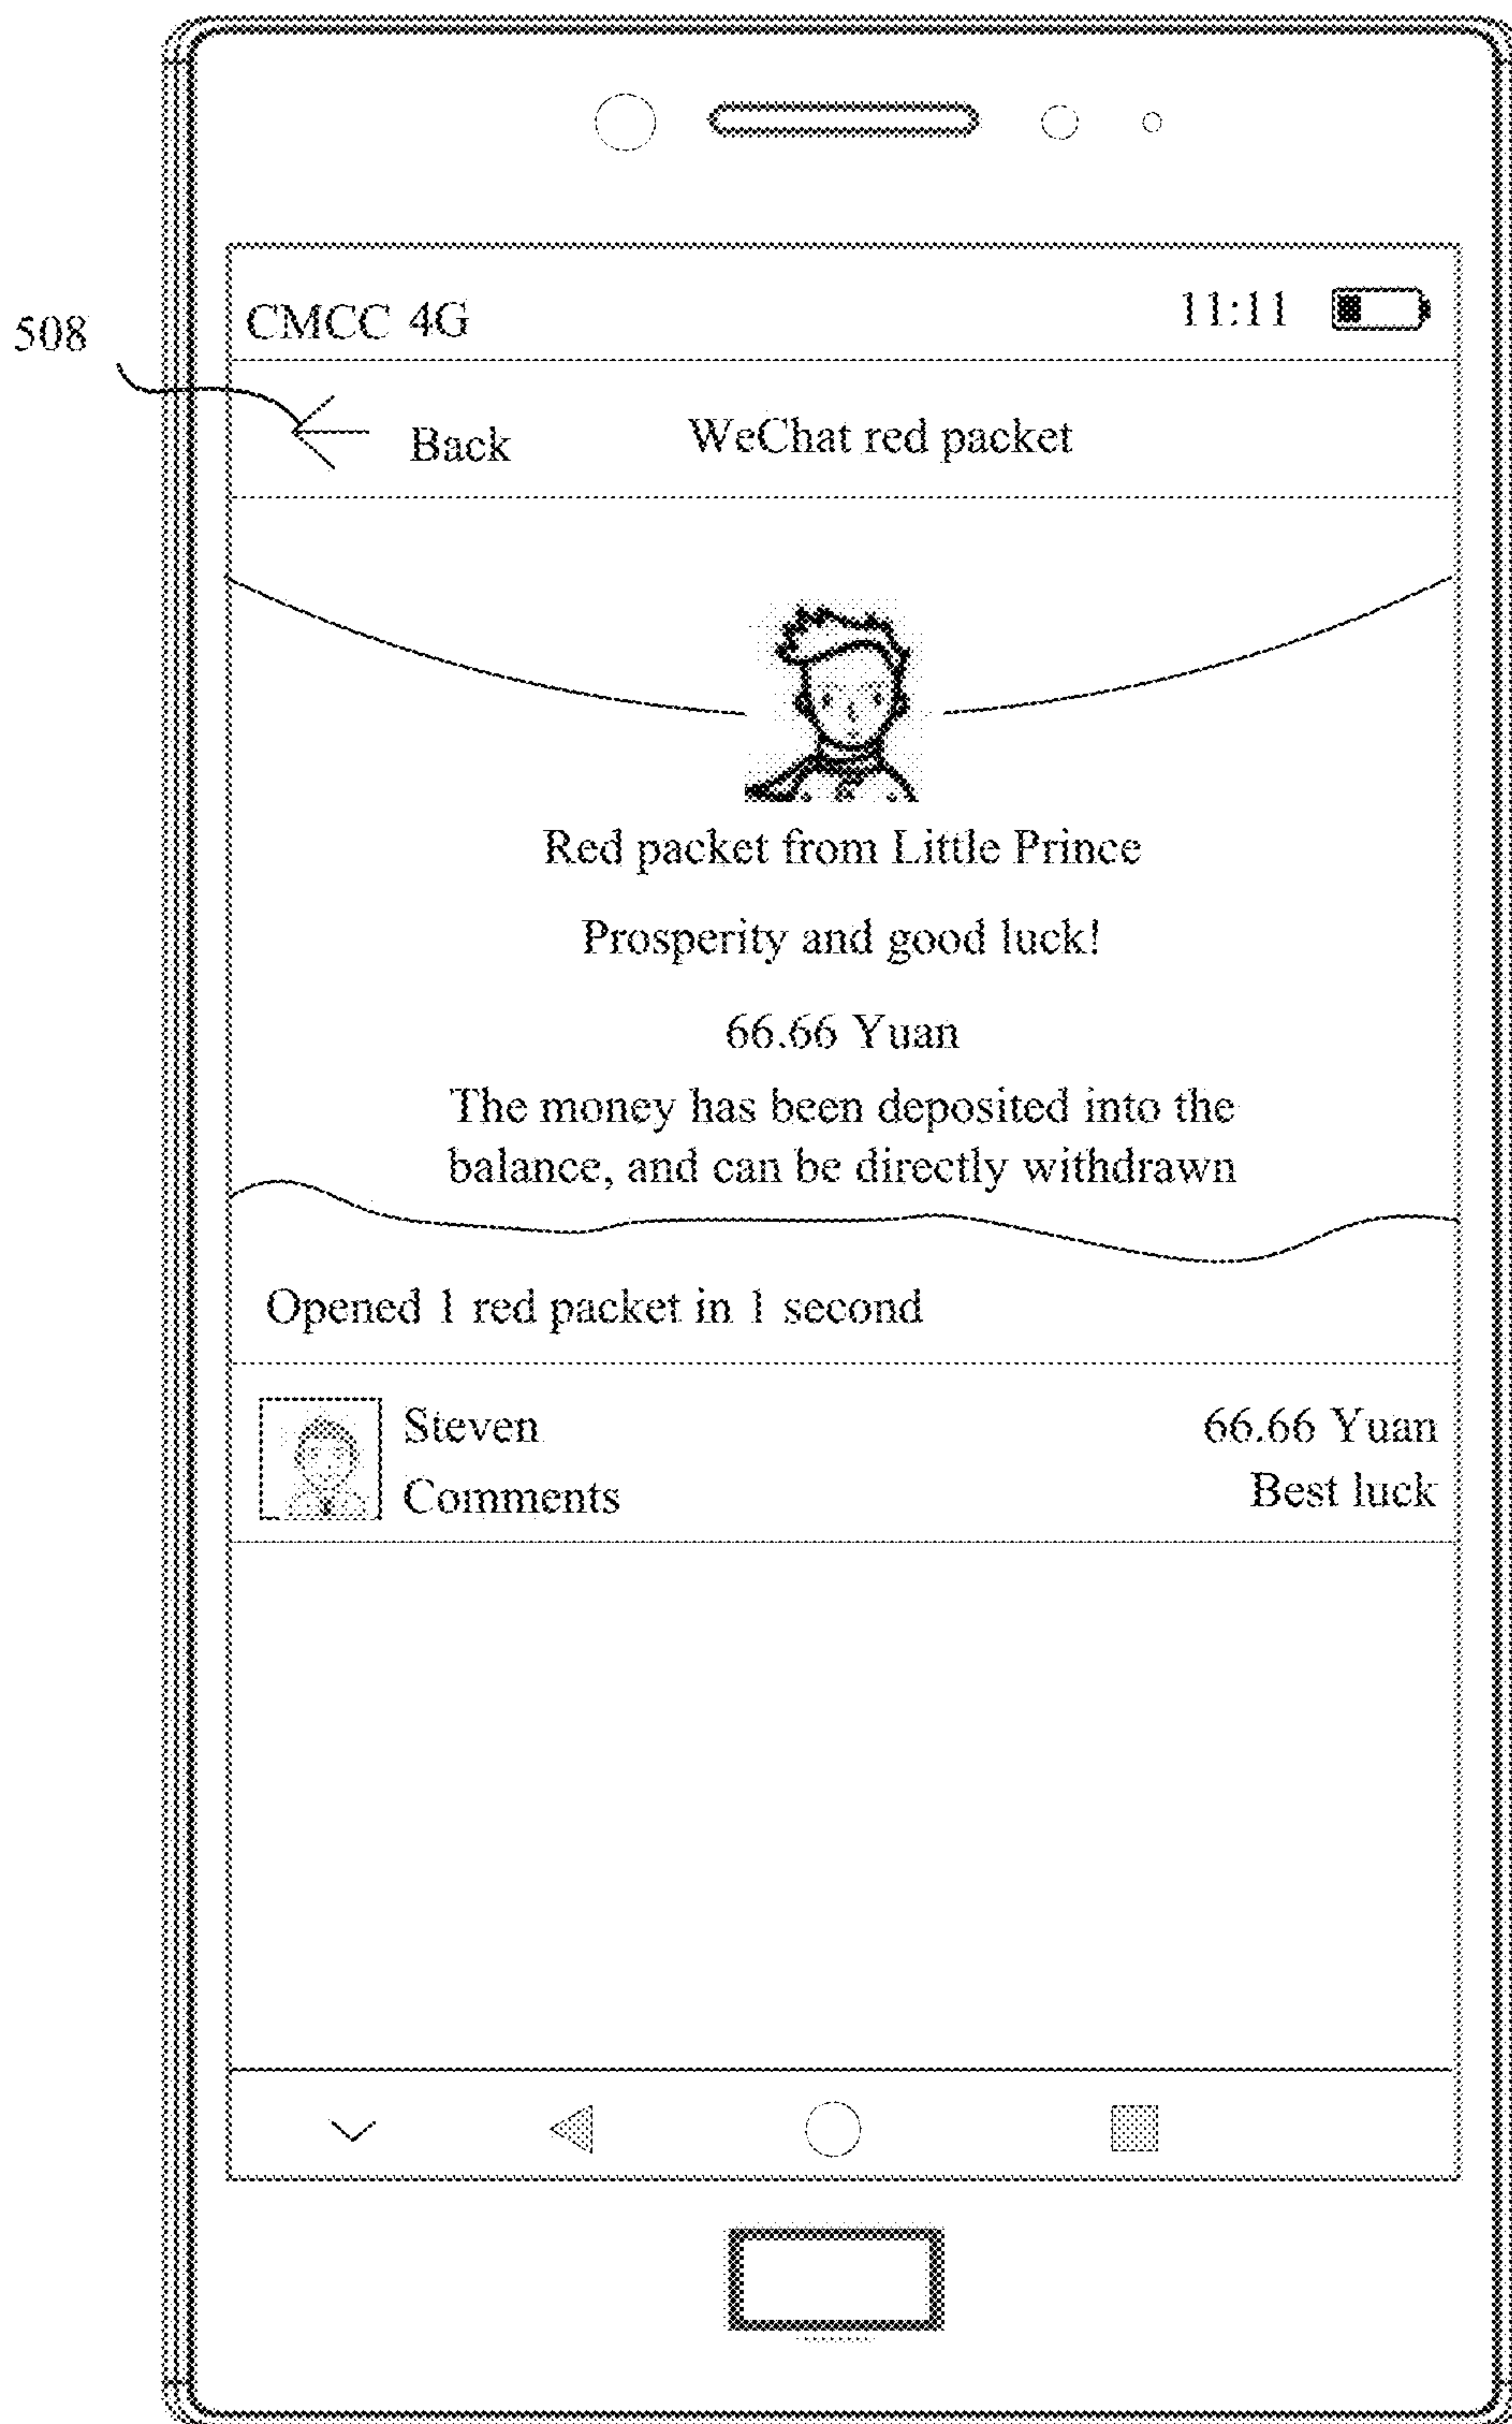 CMCC 4G
11:11
508
Back
WeChat red packet
Red packet from Little Prince
Prosperity and good luck!
66.66 Yuan
The money has been deposited into the
balance, and can be directly withdrawn
Opened 1 red packet in 1 second
Steven
66.66 Yuan
Comments
Best luck